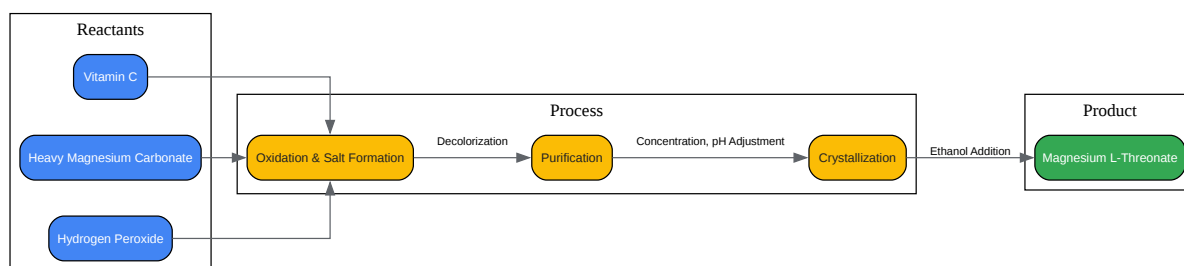 Reactants
Vitamin C
Heavy Magnesium Carbonate
Hydrogen Peroxide
Process
Oxidation & Salt Formation
Decolorization
Purification
Concentration, pH Adjustment
Crystallization
Ethanol Addition
Product
Magnesium L-Threonate